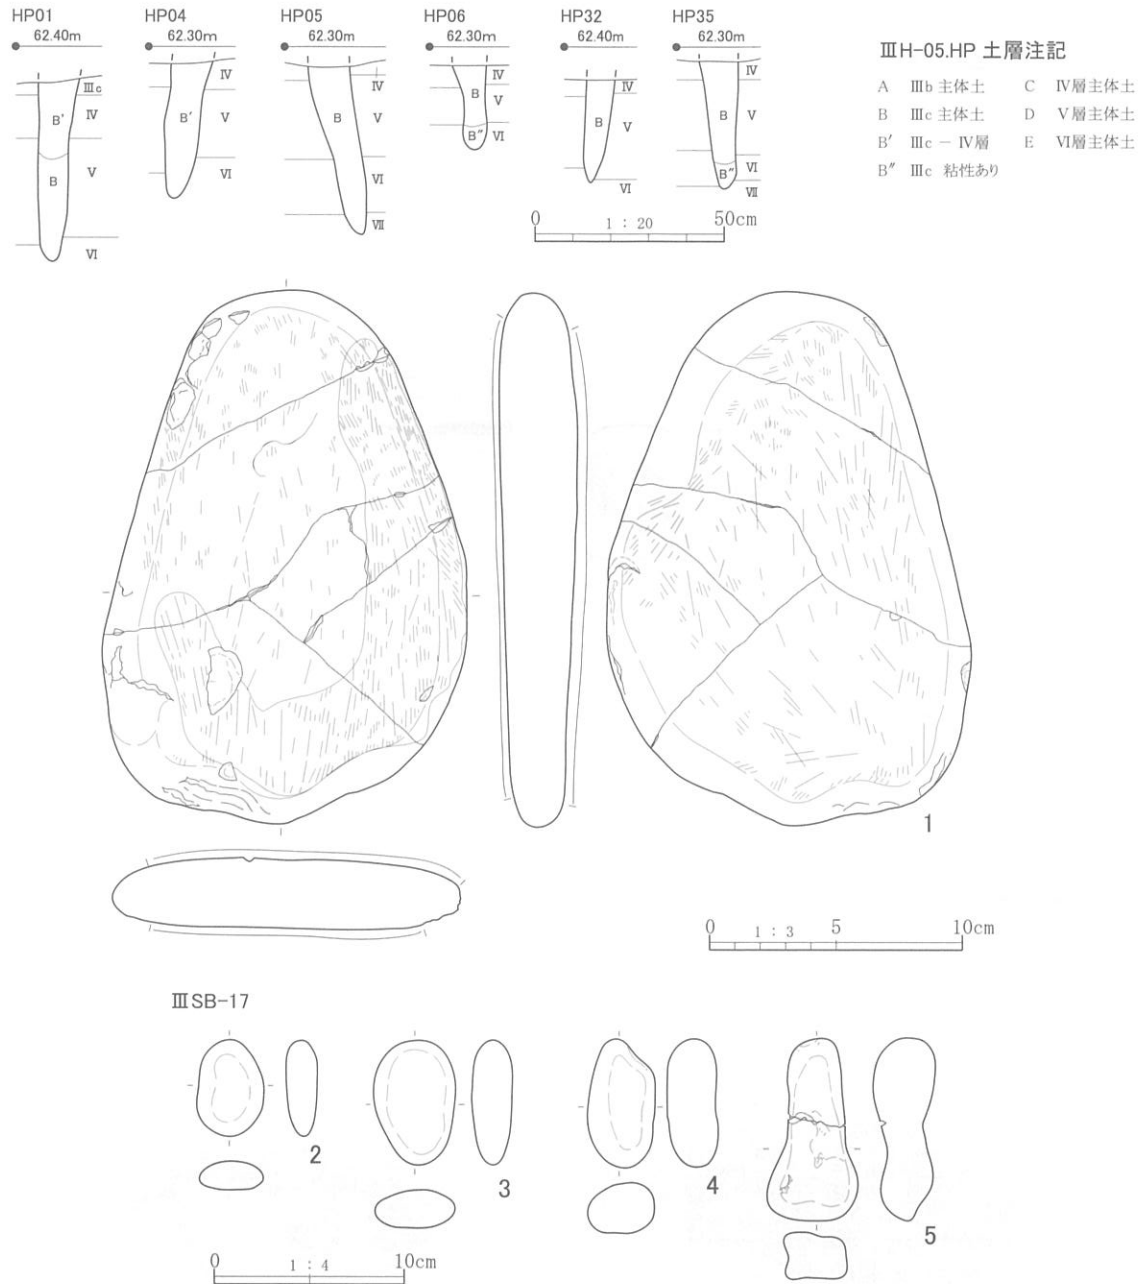 HP01 HP04 HP05 HP06 HP32 HP35
62.40m 62.30m 62.30m 62.30m 62.40m 62.30m
ⅢH-05.HP 土層注記
A Ⅲb 主体土 C Ⅳ層主体土
B Ⅲc 主体土 D Ⅴ層主体土
B′ Ⅲc － Ⅳ層 E Ⅵ層主体土
B″ Ⅲc 粘性あり
Ⅲc Ⅳ Ⅴ Ⅵ B′ B
Ⅳ Ⅴ Ⅵ B′
Ⅳ Ⅴ Ⅵ Ⅶ B
Ⅳ Ⅴ Ⅵ B B″
Ⅳ Ⅴ Ⅵ B
Ⅳ Ⅴ Ⅵ Ⅶ B B″
0 1：20 50cm
1
0 1：3 5 10cm
ⅢSB-17
2
3
4
5
0 1：4 10cm